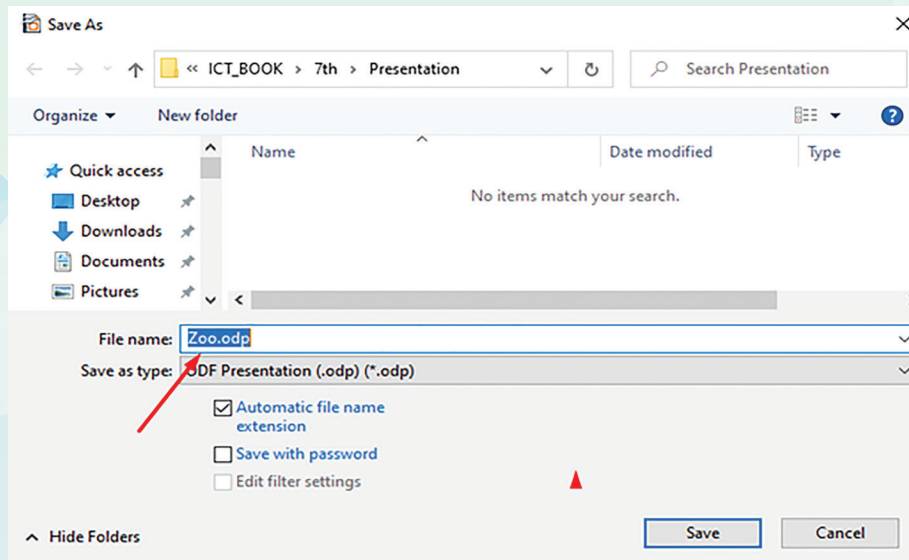 Save As
« ICT_BOOK › 7th › Presentation
Search Presentation
Organize
New folder
Name
Date modified
Type
Quick access
No items match your search.
Desktop
Downloads
Documents
Pictures
File name: Zoo.odp
Save as type: ODF Presentation (.odp) (*.odp)
Automatic file name
extension
Save with password
Edit filter settings
Hide Folders
Save
Cancel